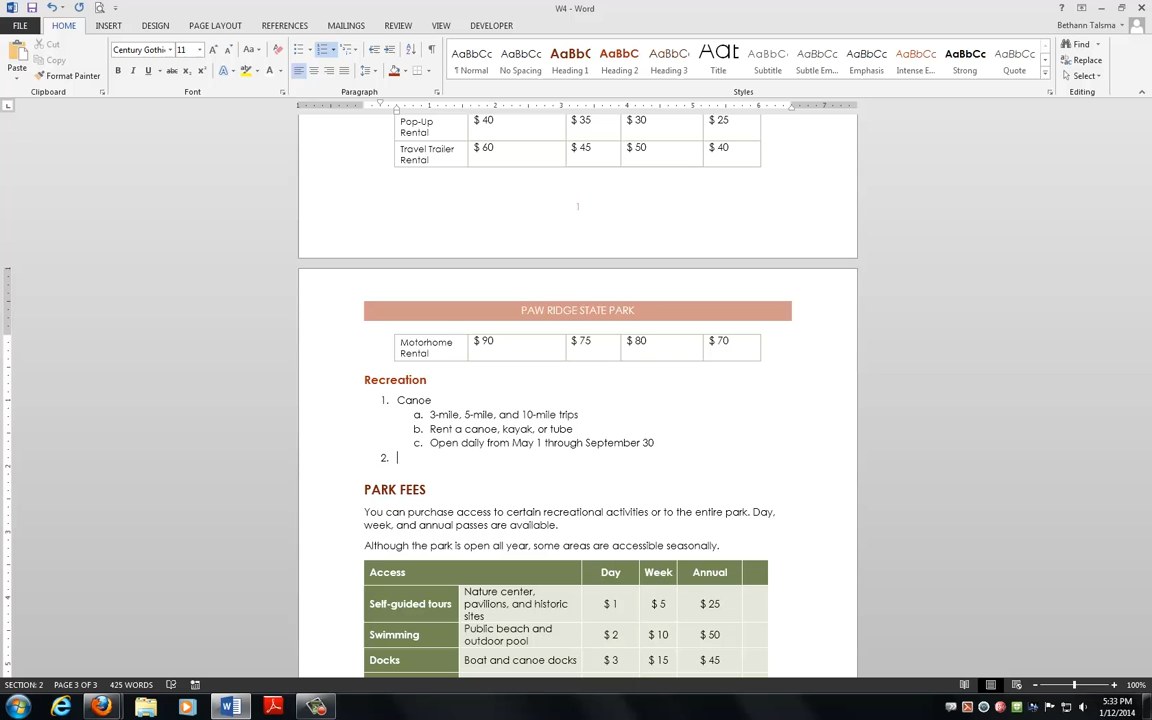 W4 - Word
Bethann Talsma
FILE HOME INSERT DESIGN PAGE LAYOUT REFERENCES MAILINGS REVIEW VIEW DEVELOPER
Paste
Cut
Copy
Format Painter
Clipboard
Century Gothi 11
Font
Paragraph
AaBbCc AaBbCc AaBb( AaBbC AaBbC AaI AaBbC AaBbCc AaBbCc AaBbCc AaBbCc AaBbCc
¶ Normal No Spacing Heading 1 Heading 2 Heading 3 Title Subtitle Subtle Em... Emphasis Intense E... Strong Quote
Styles
Find
Replace
Select
Editing
Pop-Up Rental $ 40 $ 35 $ 30 $ 25
Travel Trailer Rental $ 60 $ 45 $ 50 $ 40
1
PAW RIDGE STATE PARK
Motorhome Rental $ 90 $ 75 $ 80 $ 70
Recreation
1. Canoe
a. 3-mile, 5-mile, and 10-mile trips
b. Rent a canoe, kayak, or tube
c. Open daily from May 1 through September 30
2.
PARK FEES
You can purchase access to certain recreational activities or to the entire park. Day,
week, and annual passes are available.
Although the park is open all year, some areas are accessible seasonally.
Access Day Week Annual
Self-guided tours Nature center, pavilions, and historic sites $ 1 $ 5 $ 25
Swimming Public beach and outdoor pool $ 2 $ 10 $ 50
Docks Boat and canoe docks $ 3 $ 15 $ 45
SECTION: 2 PAGE 3 OF 3 425 WORDS
100%
5:33 PM
1/12/2014